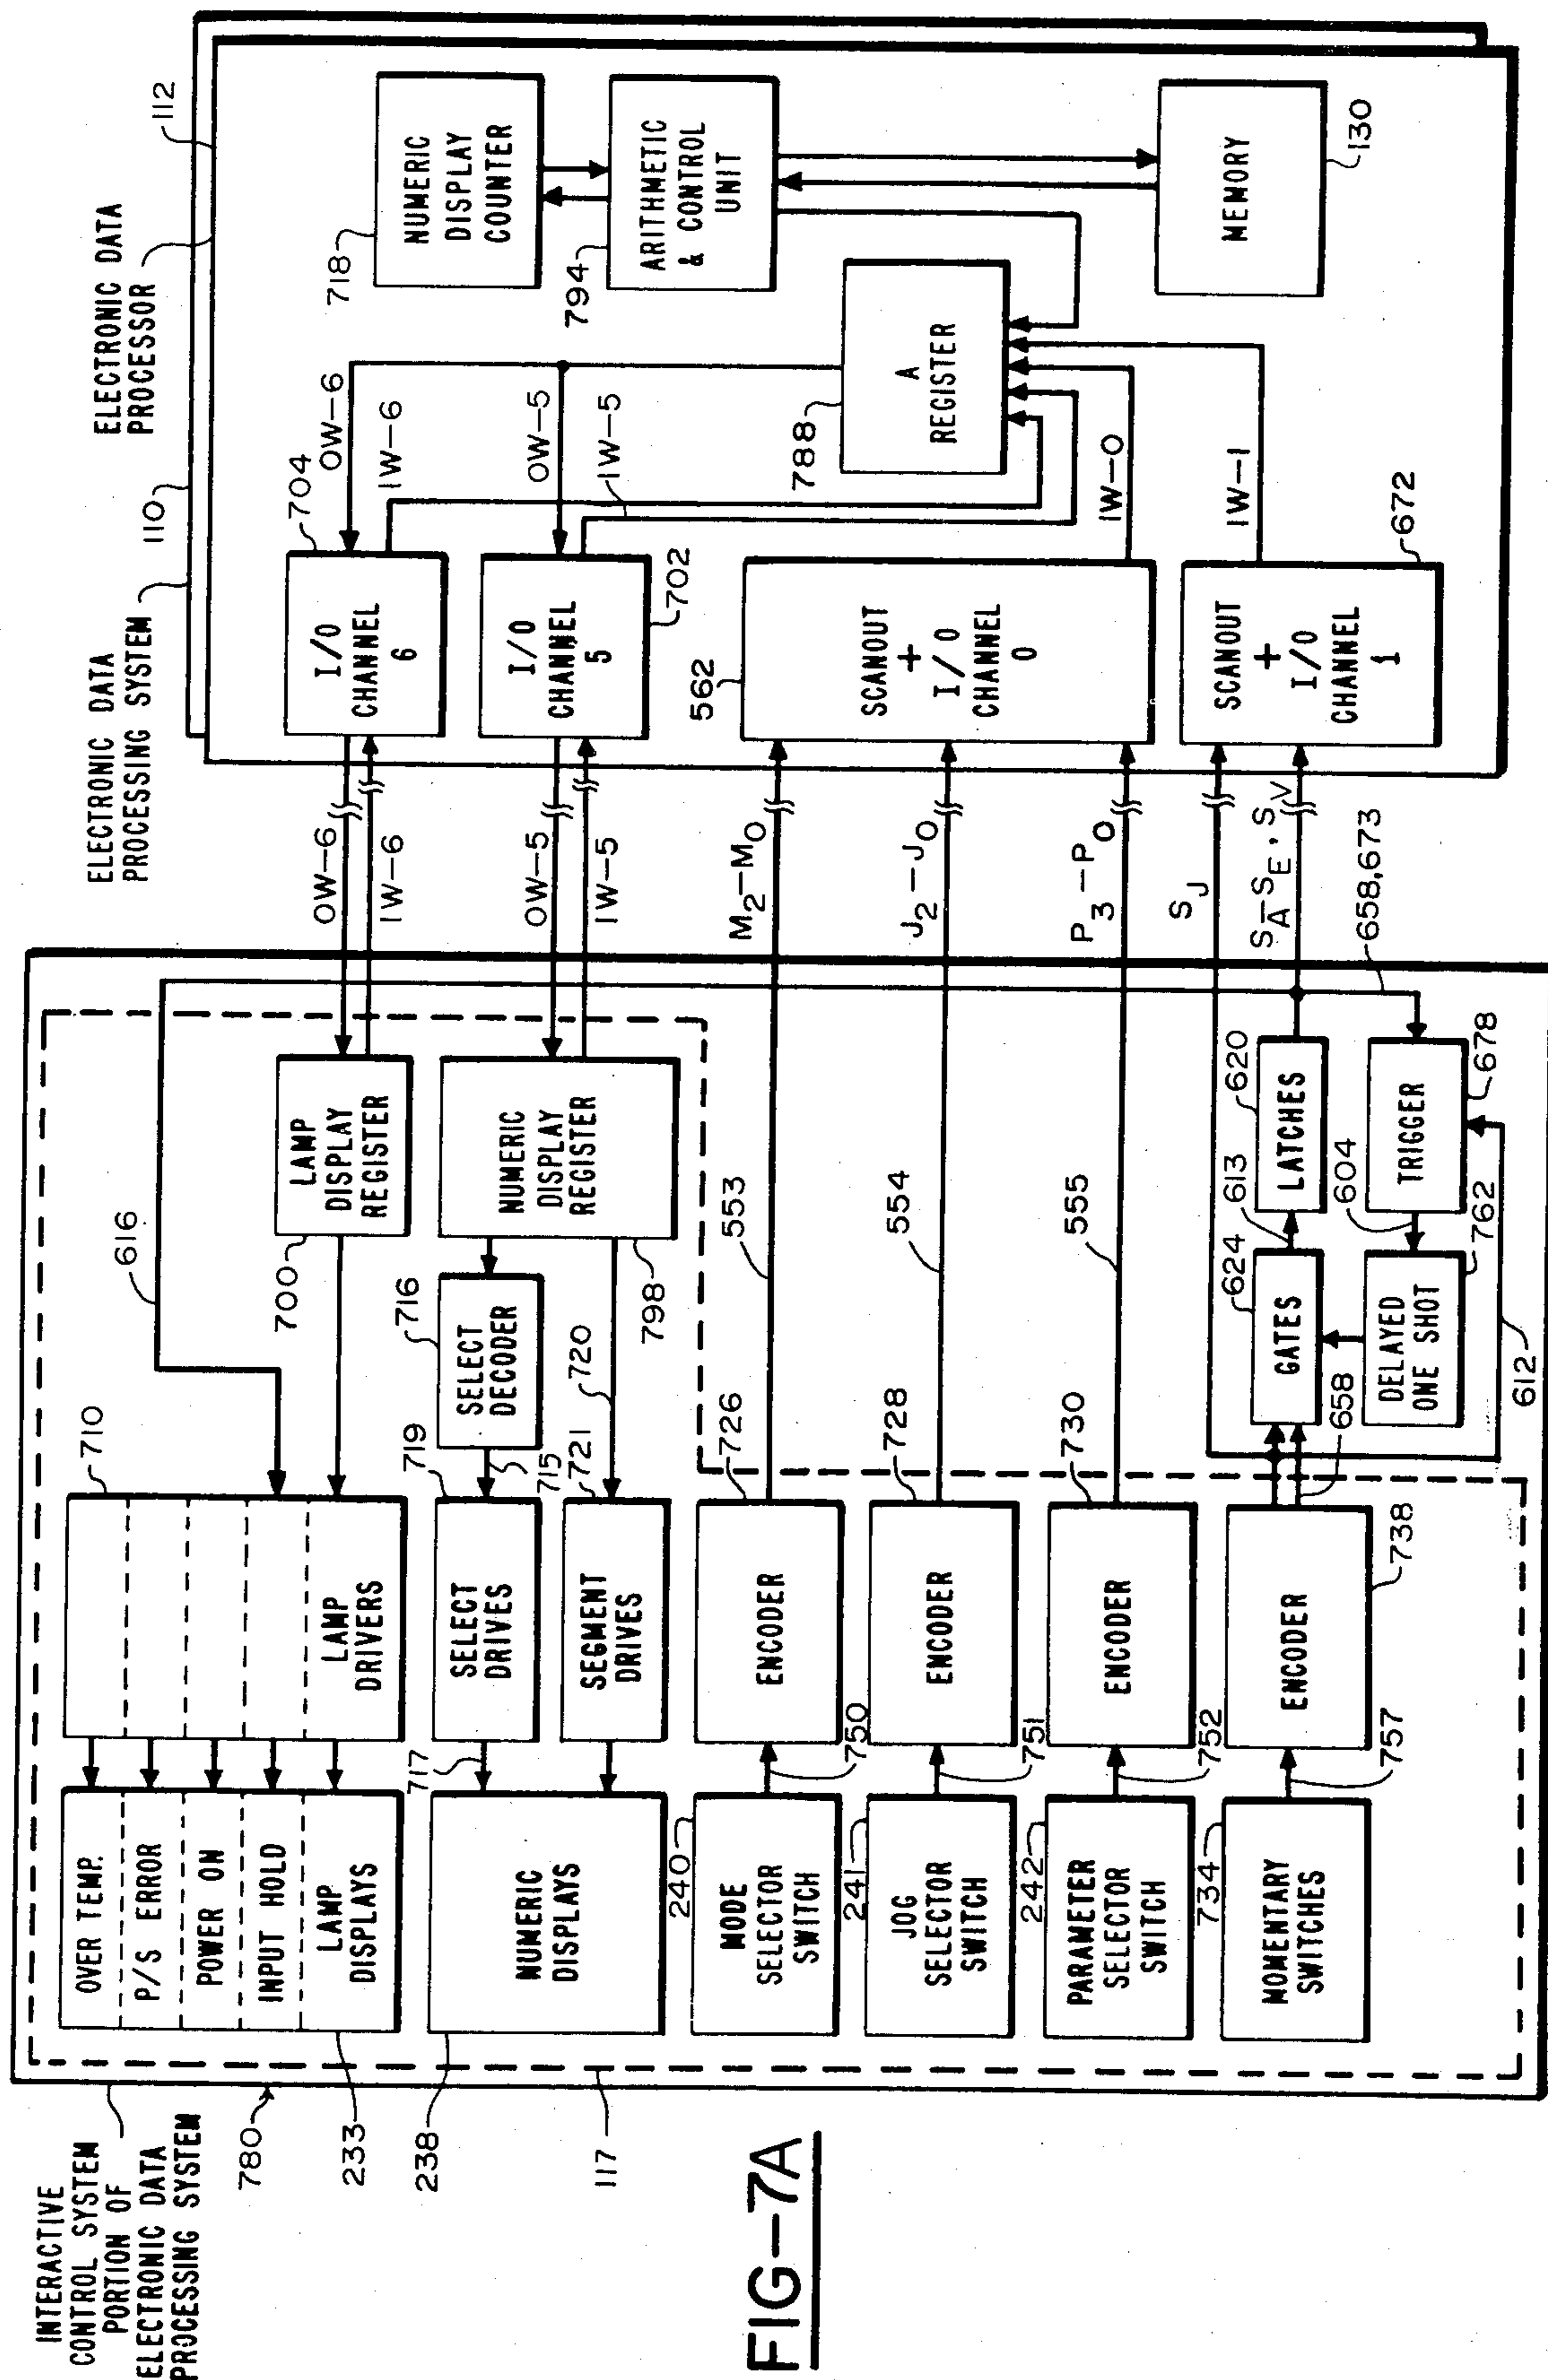 INTERACTIVE
CONTROL SYSTEM
PORTION OF
ELECTRONIC DATA
PROCESSING SYSTEM
780
233
238
117
OVER TEMP.
P/S ERROR
POWER ON
INPUT HOLD
LAMP
DISPLAYS
710
LAMP
DRIVERS
616
700
LAMP
DISPLAY
REGISTER
OW-6
IW-6
NUMERIC
DISPLAYS
717
SELECT
DRIVES
719
715
SELECT
DECODER
716
SEGMENT
DRIVES
721
720
798
NUMERIC
DISPLAY
REGISTER
OW-5
IW-5
240
MODE
SELECTOR
SWITCH
750
ENCODER
726
553
M2-M0
241
JOG
SELECTOR
SWITCH
751
ENCODER
728
554
J2-J0
242
PARAMETER
SELECTOR
SWITCH
752
ENCODER
730
555
P3-P0
734
MOMENTARY
SWITCHES
757
ENCODER
738
658
624
GATES
613
620
LATCHES
SJ
SA-SE, SV
658,673
DELAYED
ONE SHOT
762
604
TRIGGER
678
612
ELECTRONIC DATA
PROCESSING SYSTEM
110
ELECTRONIC DATA
PROCESSOR
112
704
I/O
CHANNEL
6
OW-6
IW-6
I/O
CHANNEL
5
702
OW-5
IW-5
562
SCANOUT
+
I/O
CHANNEL
0
IW-0
SCANOUT
+
I/O
CHANNEL
1
672
IW-1
788
A
REGISTER
718
NUMERIC
DISPLAY
COUNTER
794
ARITHMETIC
& CONTROL
UNIT
MEMORY
130
FIG-7A